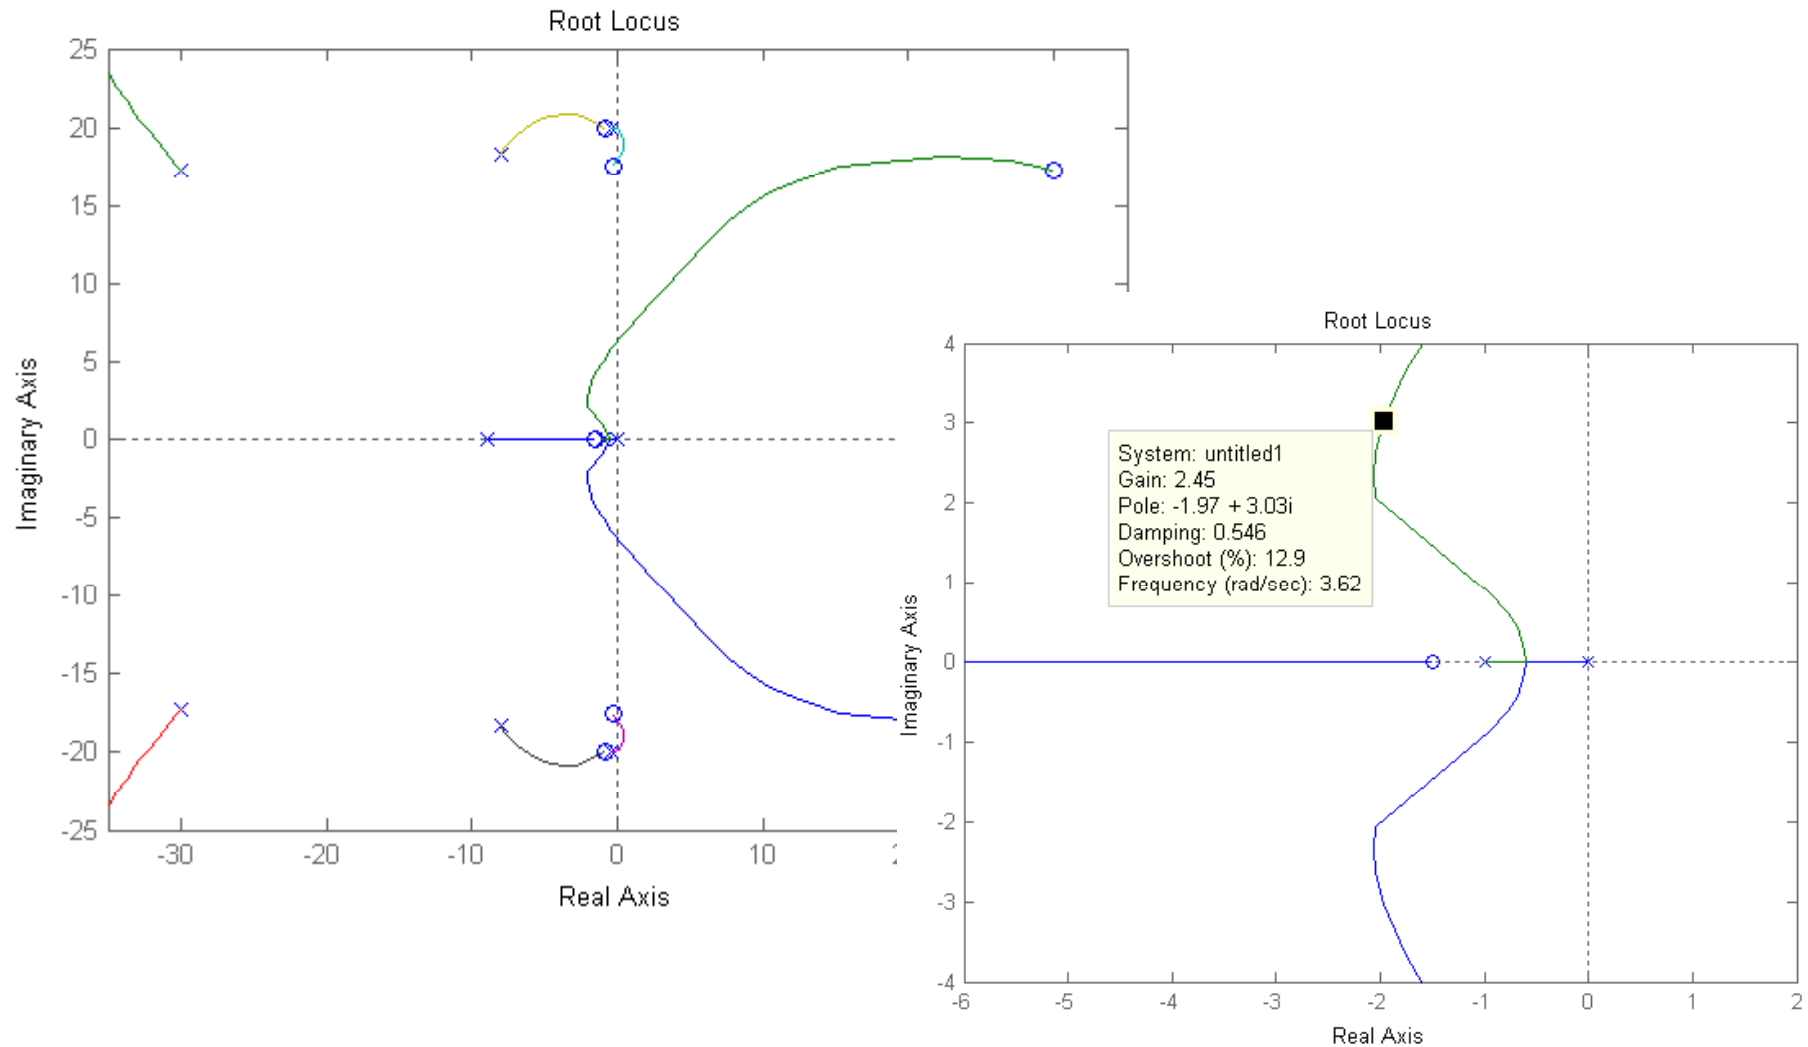 Root Locus
25
20
15
10
5
0
-5
-10
-15
-20
-25
-30
-20
-10
0
10
Imaginary Axis
Real Axis
Root Locus
4
3
2
1
0
-1
-2
-3
-4
-6
-5
-4
-3
-2
-1
0
1
2
System: untitled1
Gain: 2.45
Pole: -1.97 + 3.03i
Damping: 0.546
Overshoot (%): 12.9
Frequency (rad/sec): 3.62
Imaginary Axis
Real Axis